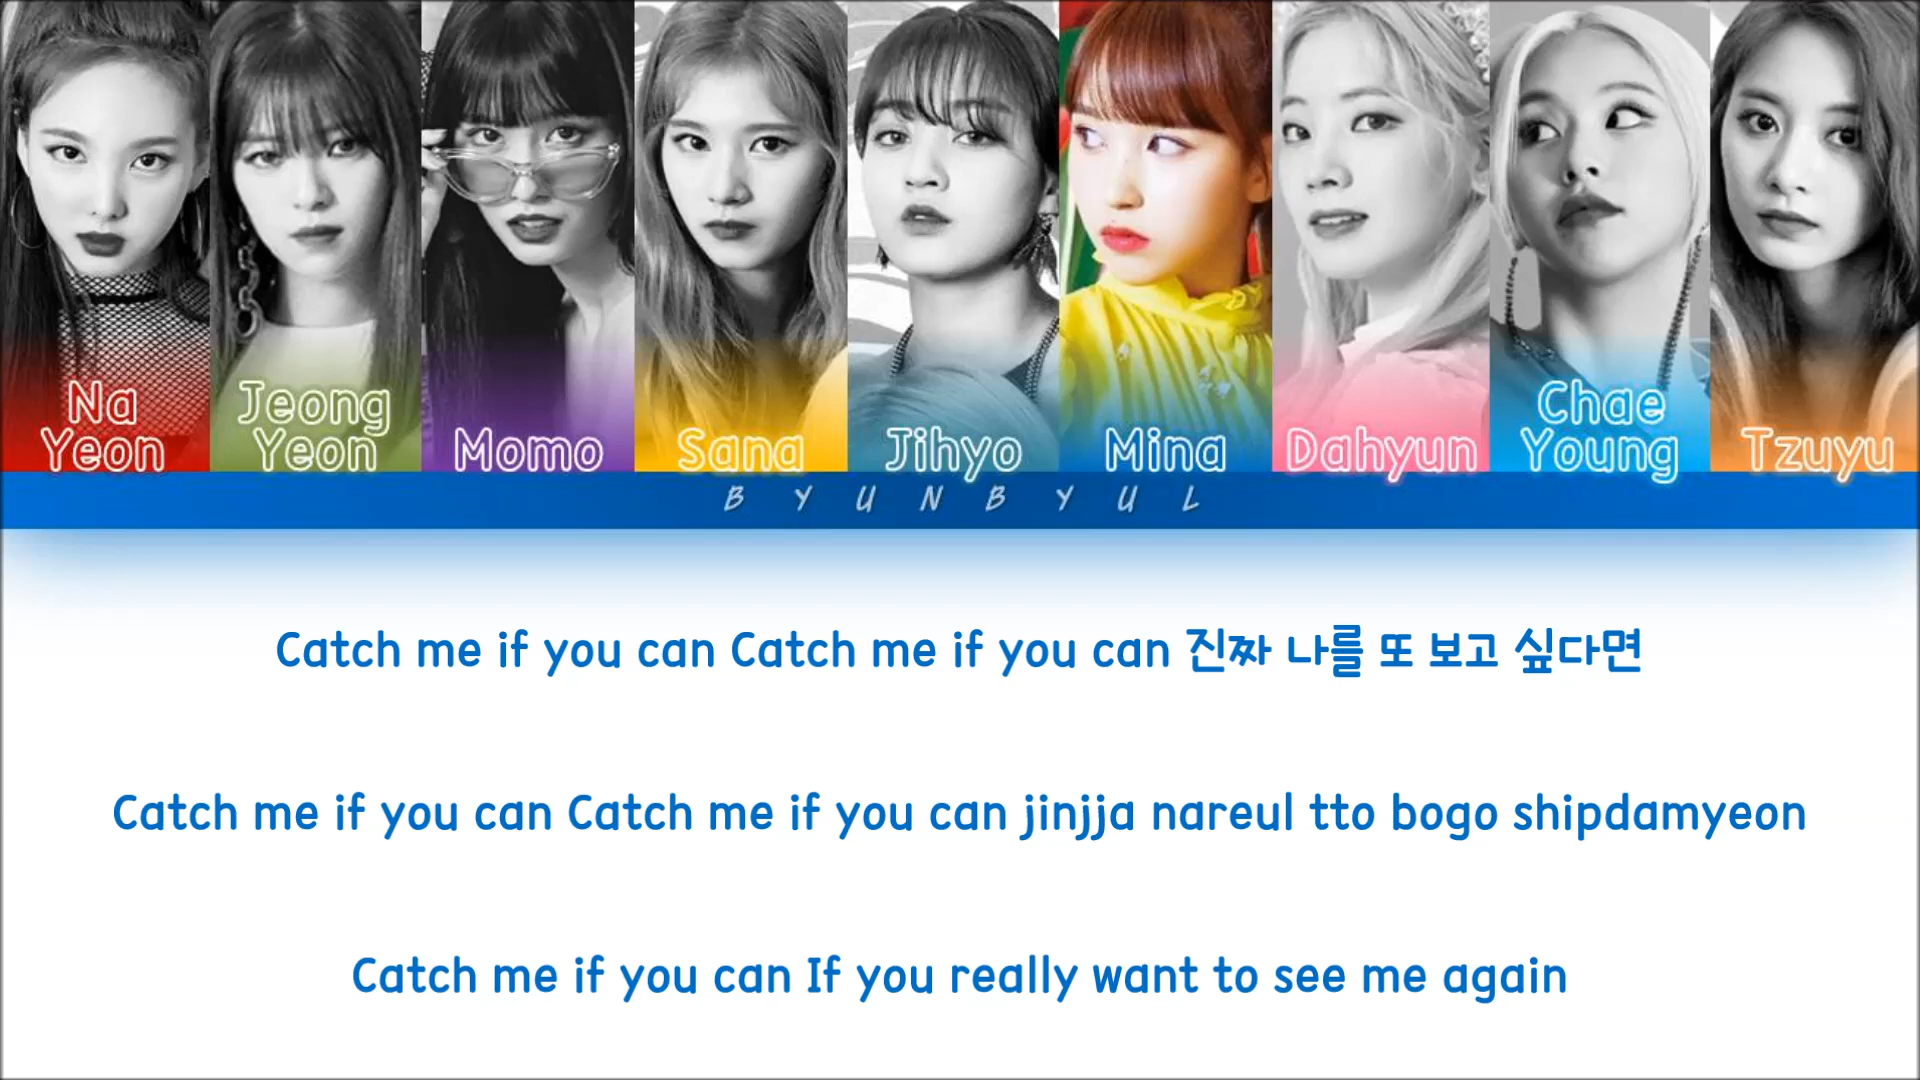 Na
Yeon
Jeong
Yeon
Momo
Sana
Jihyo
Mina
Dahyun
Chae
Young
Tzuyu
BYUNBYUL
Catch me if you can Catch me if you can 진짜 나를 또 보고 싶다면
Catch me if you can Catch me if you can jinjja nareul tto bogo shipdamyeon
Catch me if you can If you really want to see me again